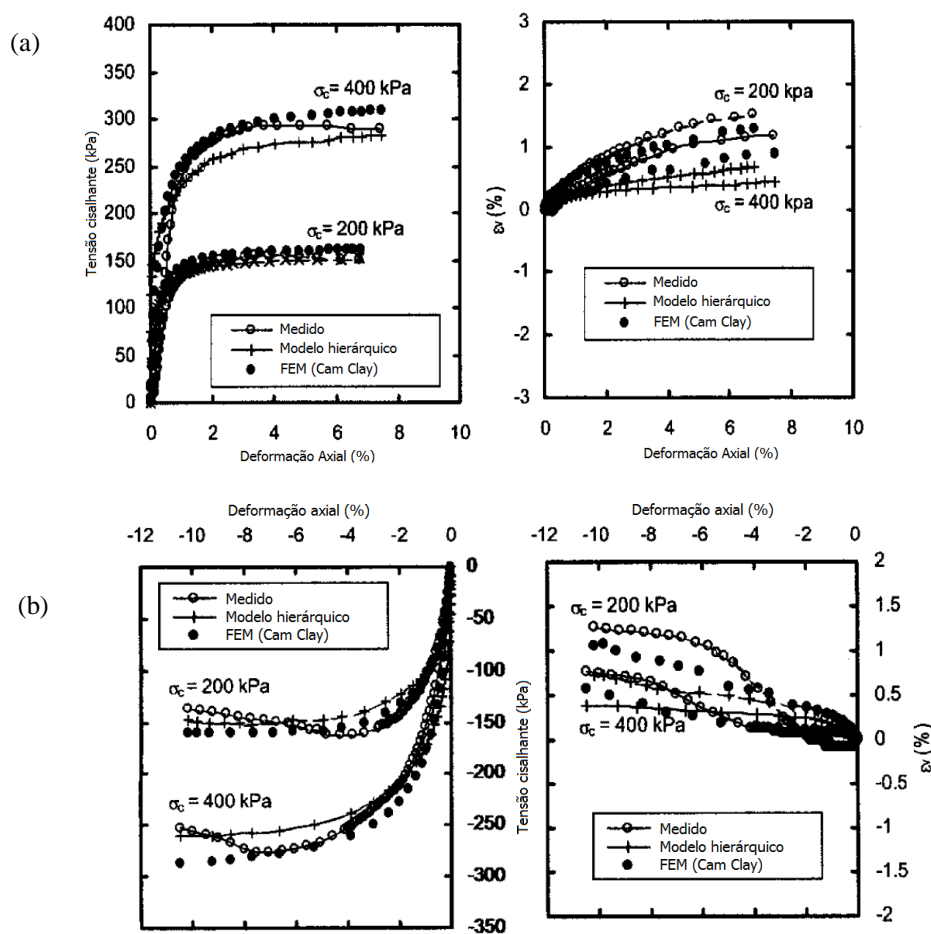 (a)
400
350
300
250
200
150
100
50
0
Tensão cisalhante (kPa)
σc = 400 kPa
σc = 200 kPa
Medido
Modelo hierárquico
FEM (Cam Clay)
0 2 4 6 8 10
Deformação Axial (%)
3
2
1
0
-1
-2
-3
εv (%)
σc = 200 kpa
σc = 400 kpa
Medido
Modelo hierárquico
FEM (Cam Clay)
0 2 4 6 8 10
Deformação Axial (%)
(b)
Deformação axial (%)
-12 -10 -8 -6 -4 -2 0
Medido
Modelo hierárquico
FEM (Cam Clay)
σc = 200 kPa
σc = 400 kPa
-0
-50
-100
-150
-200
-250
-300
-350
Tensão cisalhante (kPa)
Deformação axial (%)
-12 -10 -8 -6 -4 -2 0
σc = 200 kPa
σc = 400 kPa
Medido
Modelo hierárquico
FEM (Cam Clay)
2
1.5
1
0.5
0
-0.5
-1
-1.5
-2
εv (%)